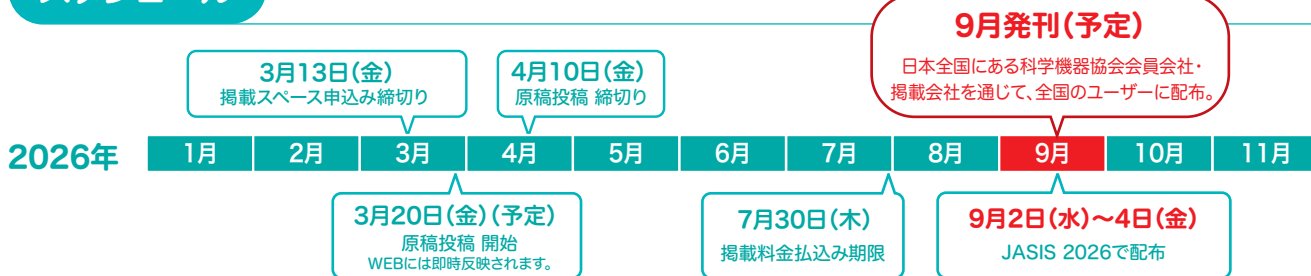 スケジュール
9月発刊(予定)
日本全国にある科学機器協会会員会社・
掲載会社を通じて、全国のユーザーに配布。
3月13日(金)
掲載スペース申込み締切り
4月10日(金)
原稿投稿 締切り
2026年
1月
2月
3月
4月
5月
6月
7月
8月
9月
10月
11月
3月20日(金)(予定)
原稿投稿 開始
WEBには即時反映されます。
7月30日(木)
掲載料金払込み期限
9月2日(水)〜4日(金)
JASIS 2026で配布